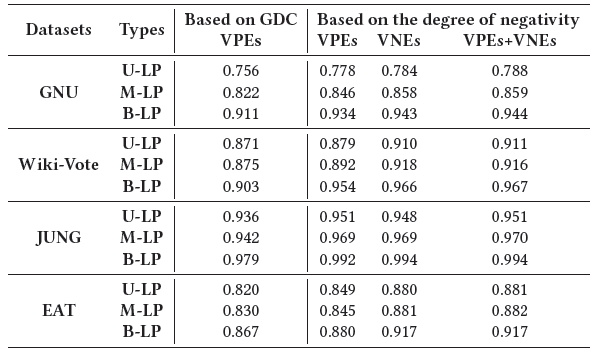 Datasets Types Based on GDC Based on the degree of negativity
VPEs VPEs VNEs VPEs+VNEs
U-LP 0.756 0.778 0.784 0.788
GNU M-LP 0.822 0.846 0.858 0.859
B-LP 0.911 0.934 0.943 0.944
U-LP 0.871 0.879 0.910 0.911
Wiki-Vote M-LP 0.875 0.892 0.918 0.916
B-LP 0.903 0.954 0.966 0.967
U-LP 0.936 0.951 0.948 0.951
JUNG M-LP 0.942 0.969 0.969 0.970
B-LP 0.979 0.992 0.994 0.994
U-LP 0.820 0.849 0.880 0.881
EAT M-LP 0.830 0.845 0.881 0.882
B-LP 0.867 0.880 0.917 0.917